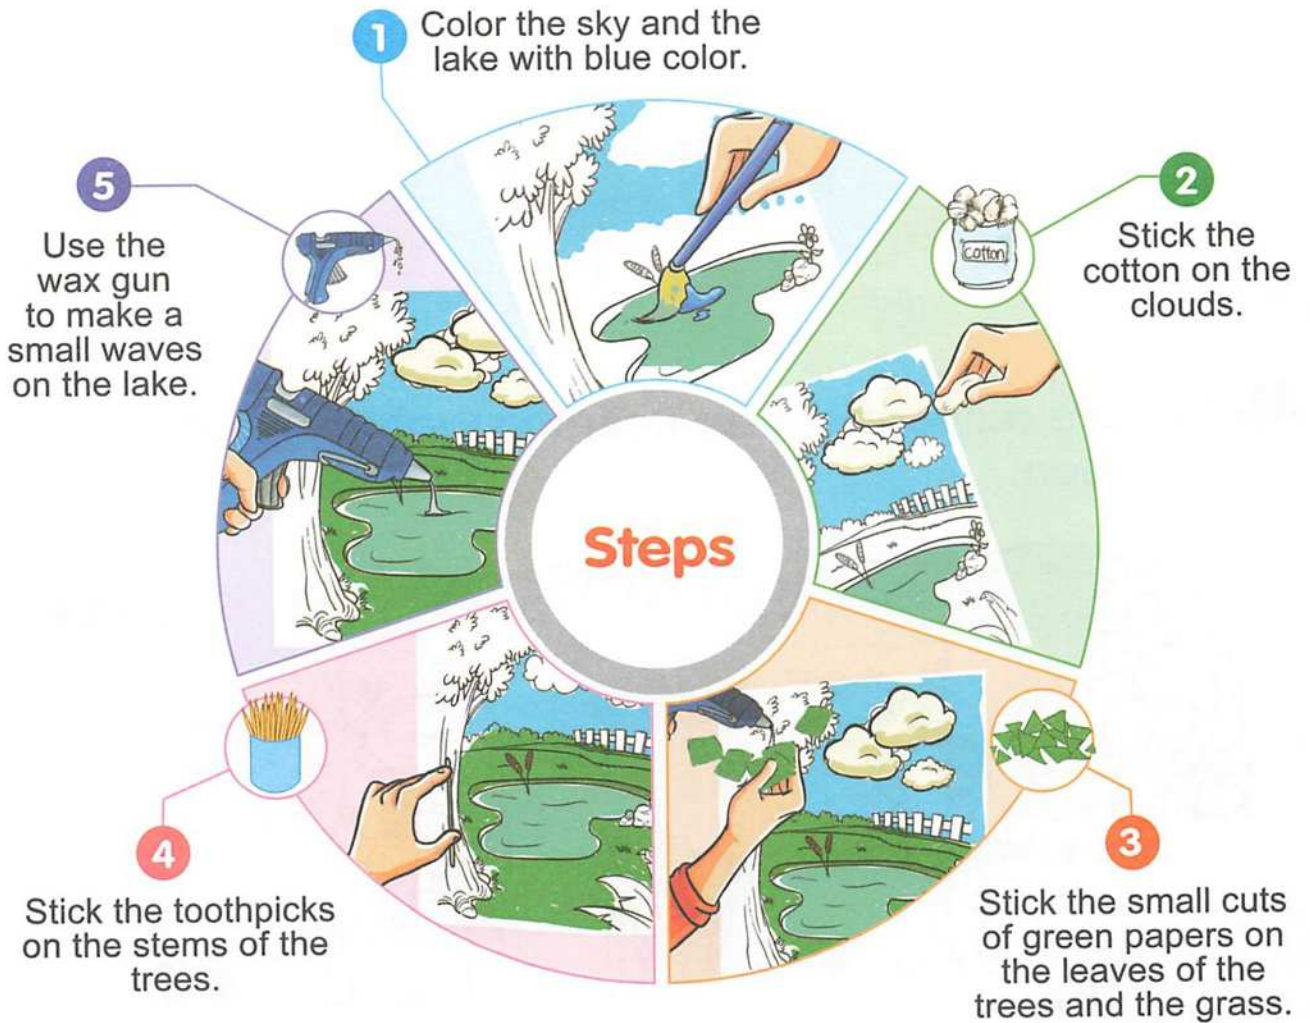 1
Color the sky and the
lake with blue color.
2
cotton
Stick the
cotton on the
clouds.
3
Stick the small cuts
of green papers on
the leaves of the
trees and the grass.
4
Stick the toothpicks
on the stems of the
trees.
5
Use the
wax gun
to make a
small waves
on the lake.
Steps